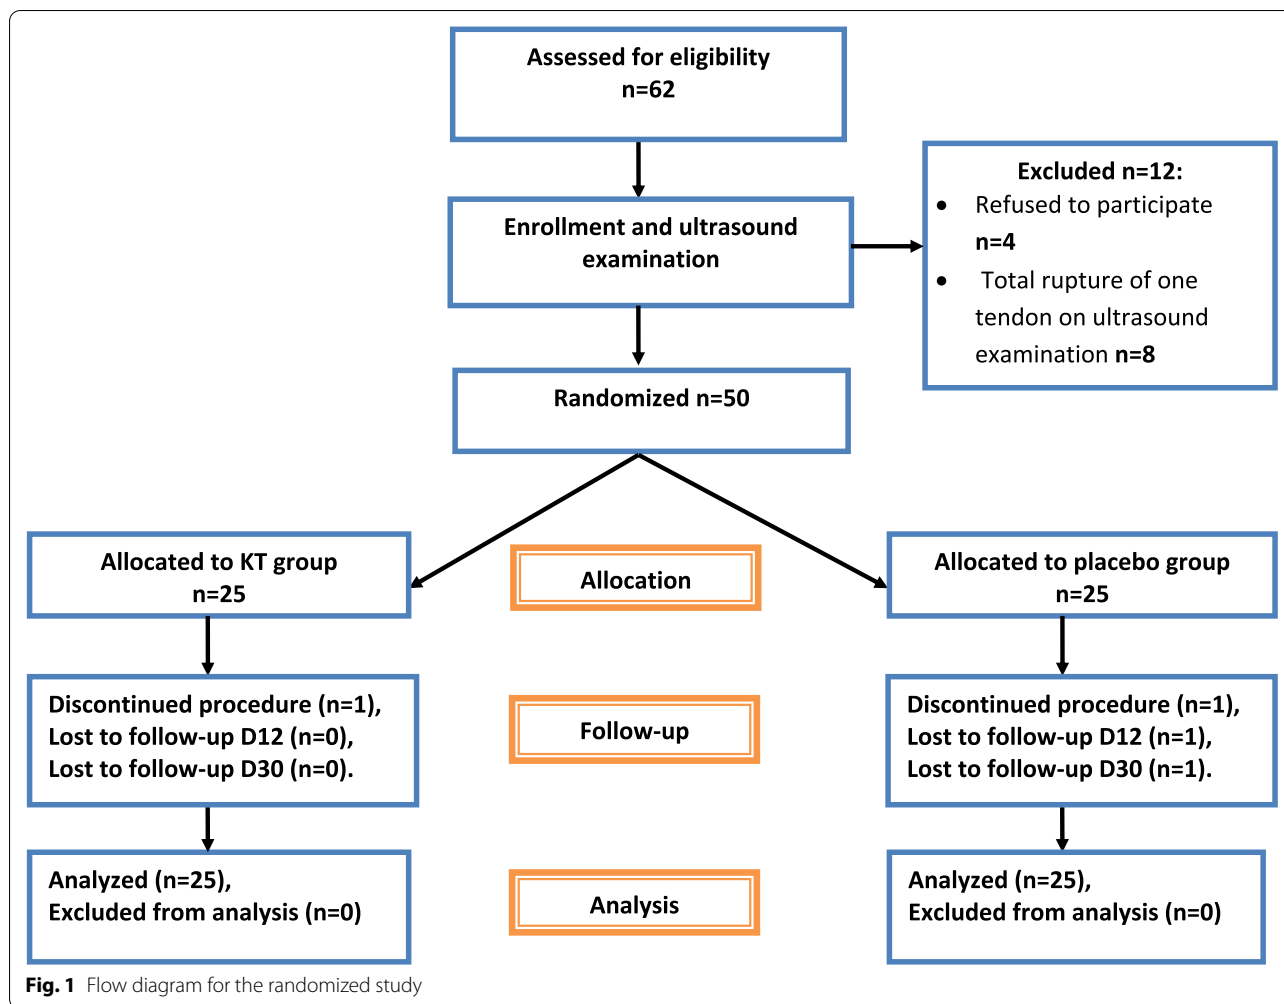 Assessed for eligibility
n=62
Excluded n=12:
• Refused to participate
n=4
• Total rupture of one
tendon on ultrasound
examination n=8
Enrollment and ultrasound
examination
Randomized n=50
Allocated to KT group
n=25
Allocation
Allocated to placebo group
n=25
Discontinued procedure (n=1),
Lost to follow-up D12 (n=0),
Lost to follow-up D30 (n=0).
Follow-up
Discontinued procedure (n=1),
Lost to follow-up D12 (n=1),
Lost to follow-up D30 (n=1).
Analyzed (n=25),
Excluded from analysis (n=0)
Analysis
Analyzed (n=25),
Excluded from analysis (n=0)
Fig. 1 Flow diagram for the randomized study